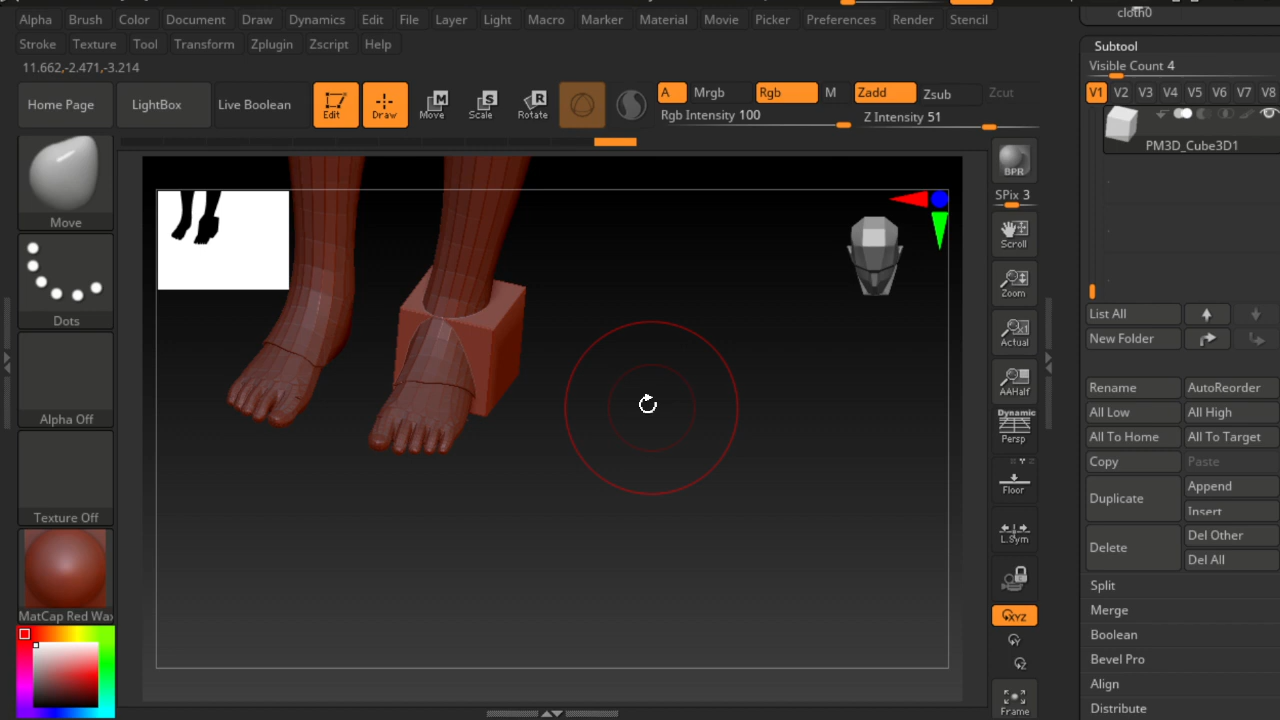 cloth0
Alpha Brush Color Document Draw Dynamics Edit File Layer Light Macro Marker Material Movie Picker Preferences Render Stencil
Stroke Texture Tool Transform Zplugin Zscript Help
Subtool
Visible Count 4
11.662,-2.471,-3.214
Home Page LightBox Live Boolean
Edit Draw Move Scale Rotate
M S R
A Mrgb Rgb M Zadd Zsub Zcut
Rgb Intensity 100 Z Intensity 51
V1 V2 V3 V4 V5 V6 V7 V8
PM3D_Cube3D1
BPR
SPix 3
Scroll
Zoom
Actual
AAHalf
Dynamic
Persp
Floor
L.Sym
XYZ
Y
Z
Frame
Move
Dots
Alpha Off
Texture Off
MatCap Red Wax
List All
New Folder
Rename AutoReorder
All Low All High
All To Home All To Target
Copy Paste
Duplicate Append
Insert
Delete Del Other
Del All
Split
Merge
Boolean
Bevel Pro
Align
Distribute